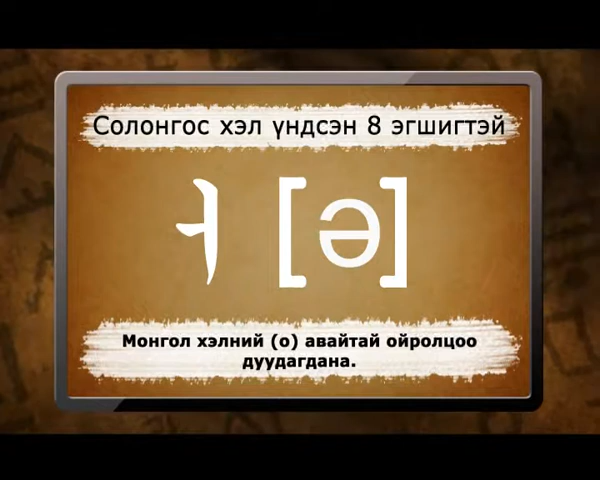 Солонгос хэл үндсэн 8 эгшигтэй
ㅓ [ə]
Монгол хэлний (о) авайтай ойролцоо
дуудагдана.